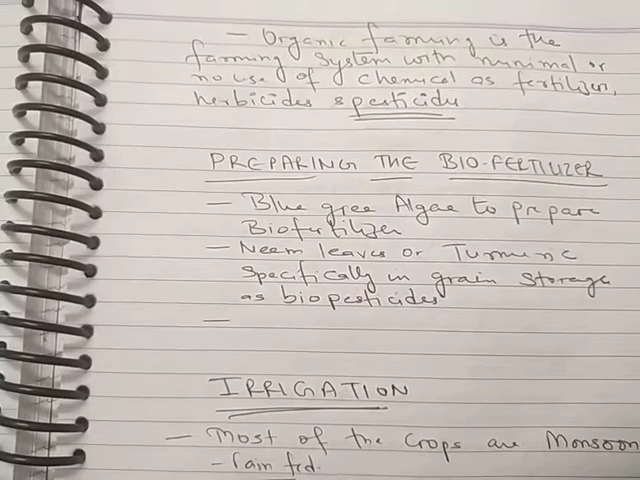 - Organic farming is the
farming system with minimal or
no use of chemical as fertilizer,
herbicides & pesticides
PREPARING THE BIO-FERTILIZER
- Blue gree Algae to prepare
Biofertilizer
- Neem leaves or Turmeric
Specifically in grain storage
as biopesticides
-
IRRIGATION
- Most of the crops are Monsoon
- rain fed.